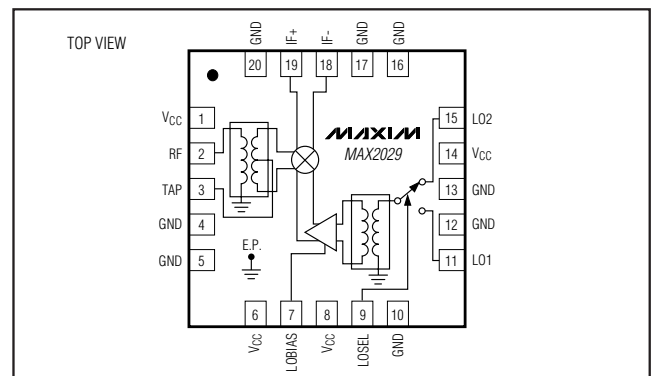 TOP VIEW
GND
IF+
IF-
GND
GND
20
19
18
17
16
VCC 1
RF 2
TAP 3
GND 4
GND 5
MAXIM
MAX2029
15 LO2
14 VCC
13 GND
12 GND
11 LO1
E.P.
6
7
8
9
10
VCC
LOBIAS
VCC
LOSEL
GND